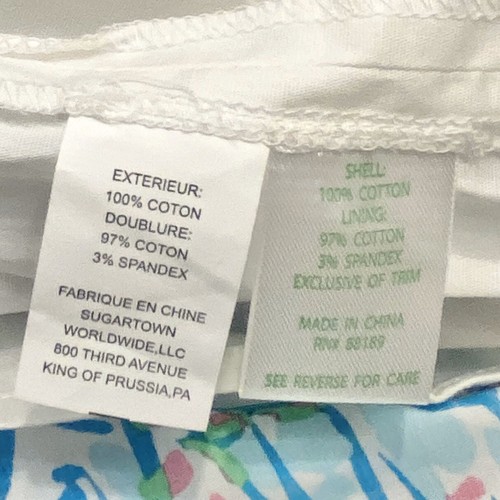 EXTERIEUR:
100% COTON
DOUBLURE:
97% COTON
3% SPANDEX
FABRIQUE EN CHINE
SUGARTOWN
WORLDWIDE,LLC
800 THIRD AVENUE
KING OF PRUSSIA,PA
SHELL:
100% COTTON
LINING:
97% COTTON
3% SPANDEX
EXCLUSIVE OF TRIM
MADE IN CHINA
RN# 88189
SEE REVERSE FOR CARE